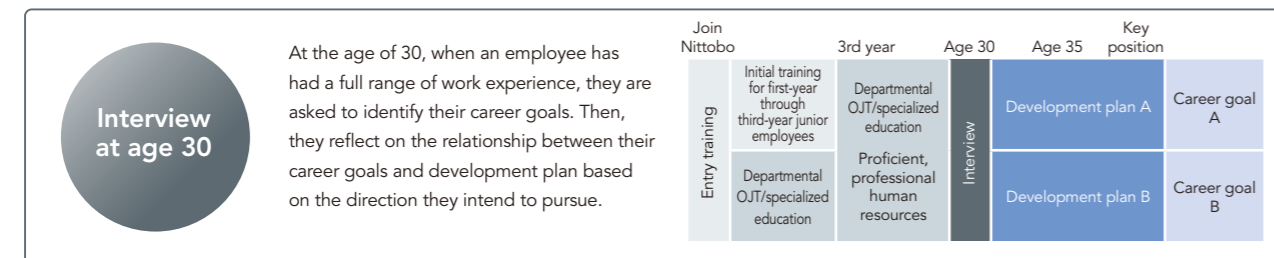 Interview
at age 30
At the age of 30, when an employee has
had a full range of work experience, they are
asked to identify their career goals. Then,
they reflect on the relationship between their
career goals and development plan based
on the direction they intend to pursue.
Join
Nittobo
3rd year
Age 30
Age 35
Key
position
Entry training
Initial training
for first-year
through
third-year junior
employees
Departmental
OJT/specialized
education
Departmental
OJT/specialized
education
Proficient,
professional
human
resources
Interview
Development plan A
Career goal
A
Development plan B
Career goal
B